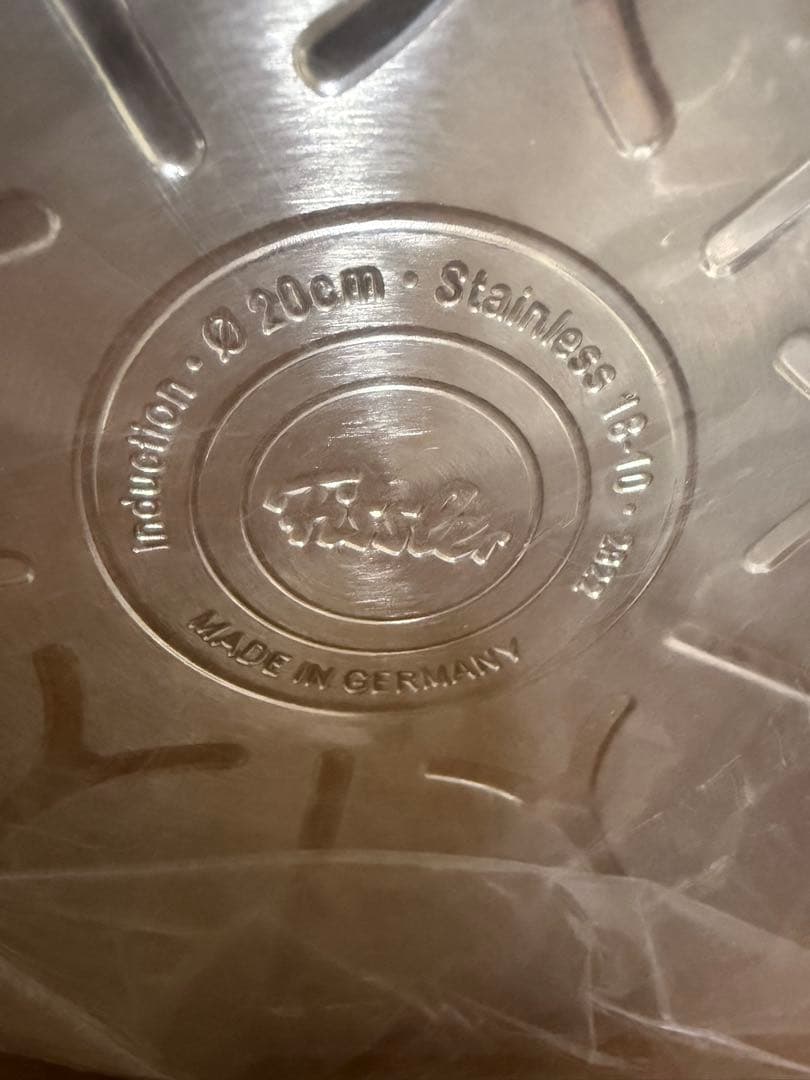 Induction · Ø 20cm · Stainless 18-10 ·
Fissler
MADE IN GERMANY